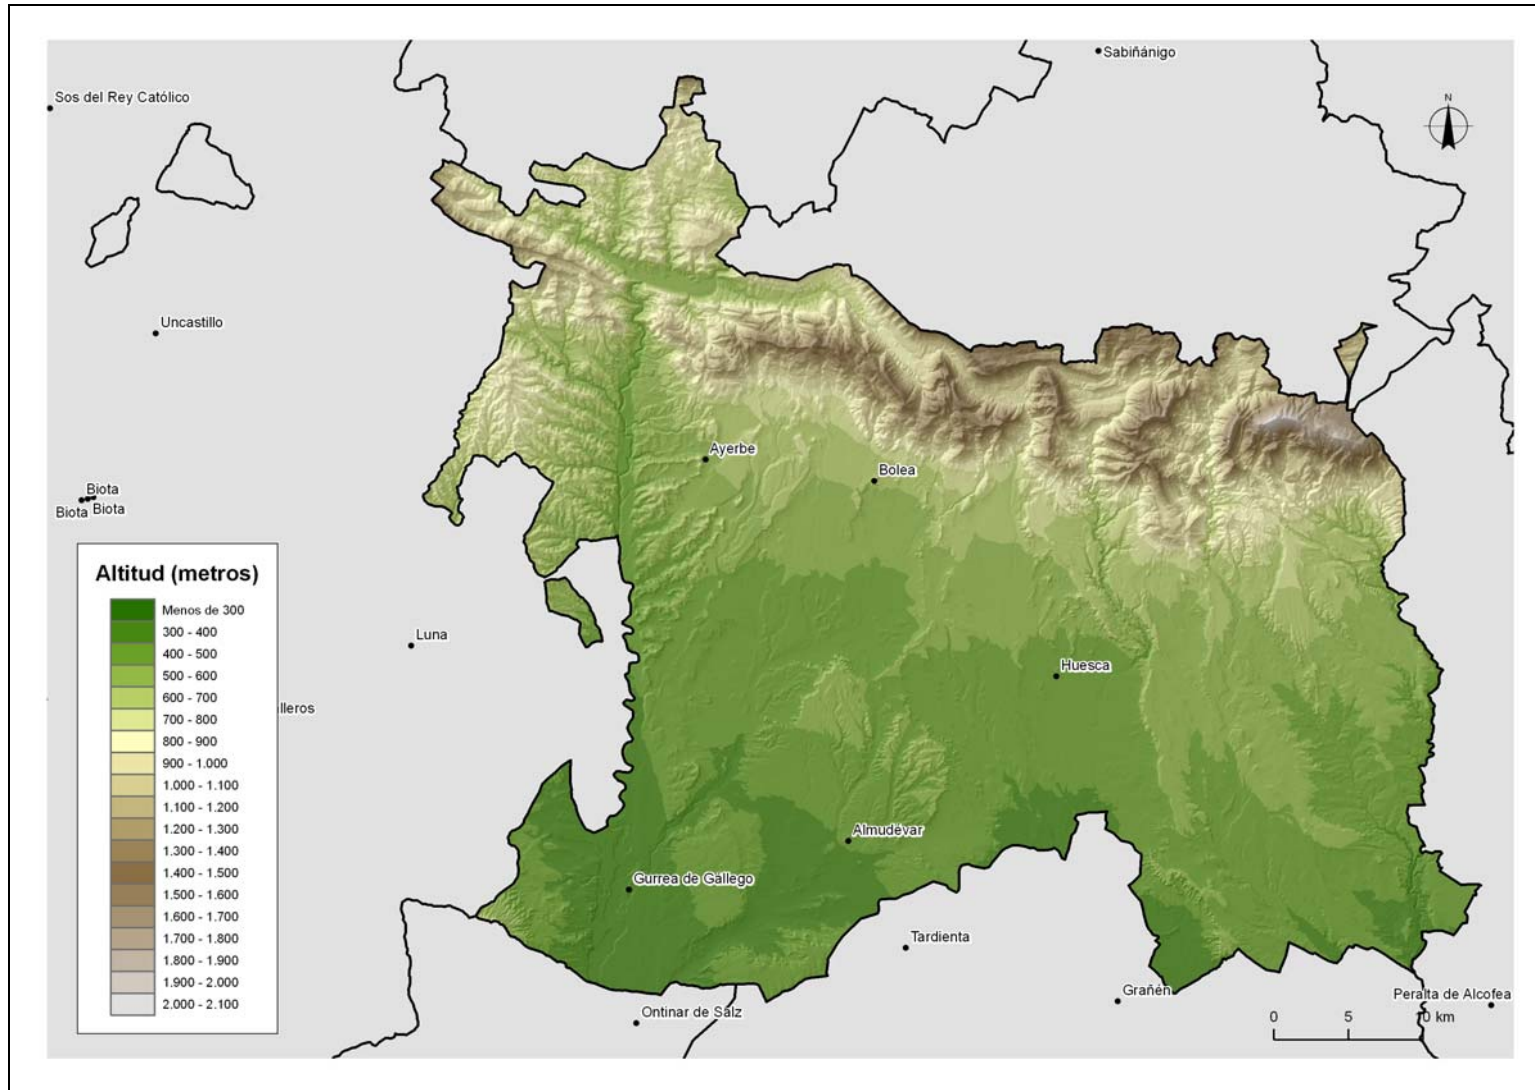 Sabiñánigo
Sos del Rey Católico
N
Uncastillo
Ayerbe
Bolea
Biota
Biota Biota
Altitud (metros)
Menos de 300
300 - 400
400 - 500
500 - 600
600 - 700
700 - 800
800 - 900
900 - 1.000
1.000 - 1.100
1.100 - 1.200
1.200 - 1.300
1.300 - 1.400
1.400 - 1.500
1.500 - 1.600
1.600 - 1.700
1.700 - 1.800
1.800 - 1.900
1.900 - 2.000
2.000 - 2.100
Luna
Huesca
lleros
Almudévar
Gurrea de Gállego
Tardienta
Grañén
Peralta de Alcofea
Ontinar de Salz
0 5 10 km